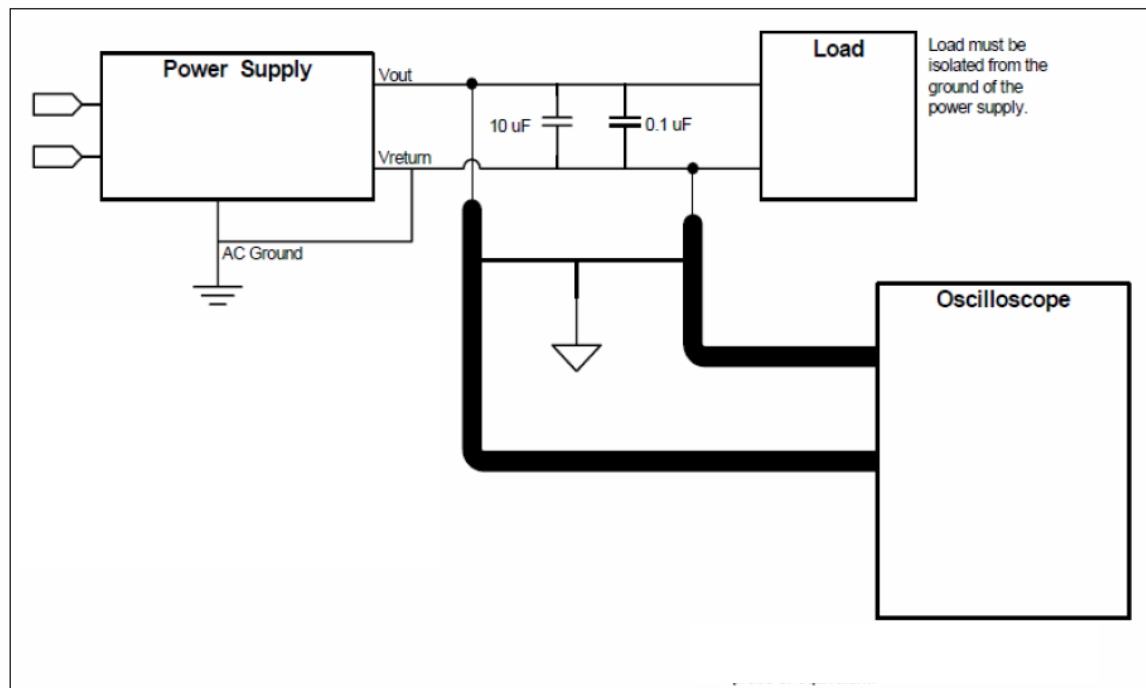 Power Supply
Vout
Vreturn
AC Ground
10 uF
0.1 uF
Load
Load must be
isolated from the
ground of the
power supply.
Oscilloscope